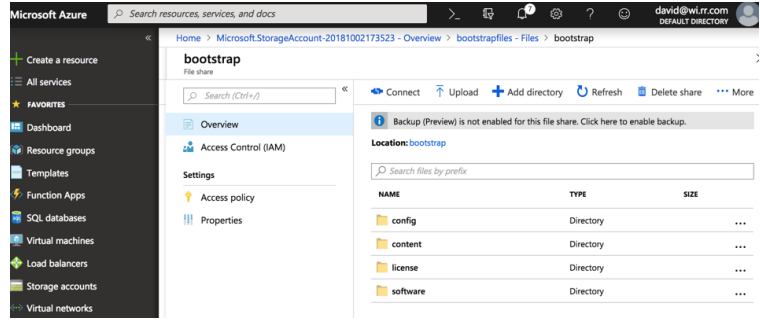 Microsoft Azure
Search resources, services, and docs
7
david@wi.rr.com
DEFAULT DIRECTORY
Create a resource
All services
FAVORITES
Dashboard
Resource groups
Templates
Function Apps
SQL databases
Virtual machines
Load balancers
Storage accounts
Virtual networks
Home > Microsoft.StorageAccount-20181002173523 - Overview > bootstrapfiles - Files > bootstrap
bootstrap
File share
Search (Ctrl+/)
Overview
Access Control (IAM)
Settings
Access policy
Properties
Connect Upload Add directory Refresh Delete share More
Backup (Preview) is not enabled for this file share. Click here to enable backup.
Location: bootstrap
Search files by prefix
NAME TYPE SIZE
config Directory ...
content Directory ...
license Directory ...
software Directory ...